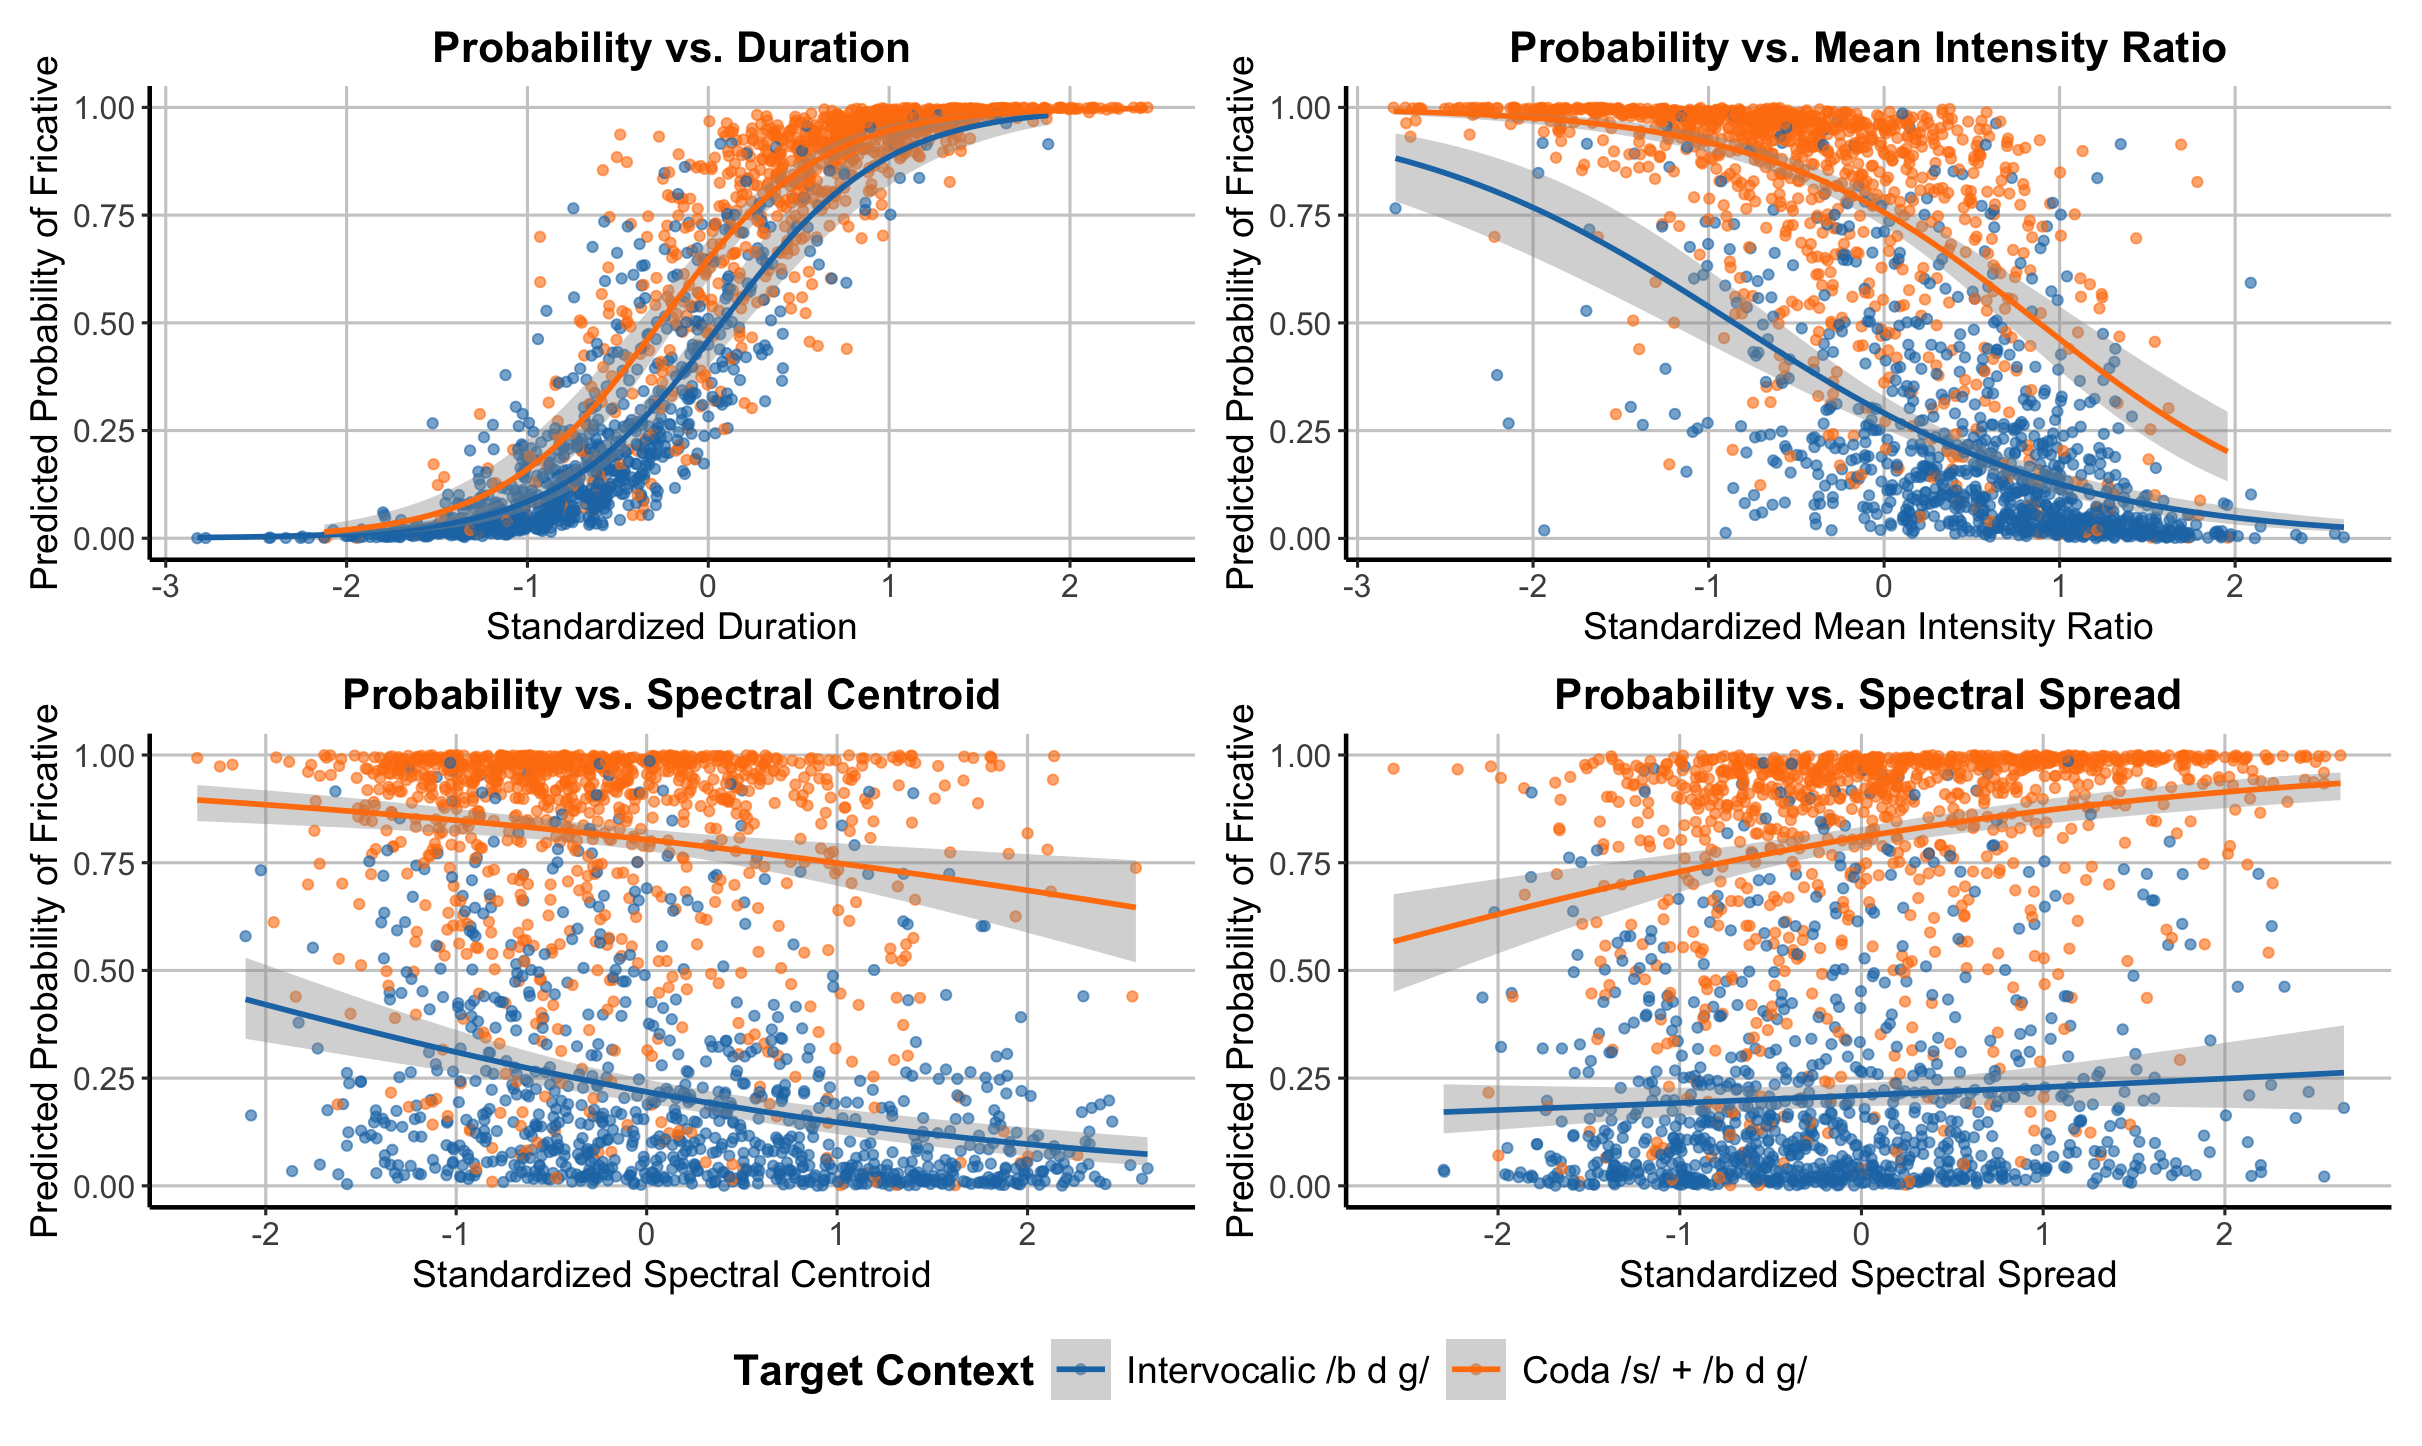 Probability vs. Duration
Predicted Probability of Fricative
1.00
0.75
0.50
0.25
0.00
-3 -2 -1 0 1 2
Standardized Duration
Probability vs. Mean Intensity Ratio
Predicted Probability of Fricative
1.00
0.75
0.50
0.25
0.00
-3 -2 -1 0 1 2
Standardized Mean Intensity Ratio
Probability vs. Spectral Centroid
Predicted Probability of Fricative
1.00
0.75
0.50
0.25
0.00
-2 -1 0 1 2
Standardized Spectral Centroid
Probability vs. Spectral Spread
Predicted Probability of Fricative
1.00
0.75
0.50
0.25
0.00
-2 -1 0 1 2
Standardized Spectral Spread
Target Context Intervocalic /b d g/ Coda /s/ + /b d g/